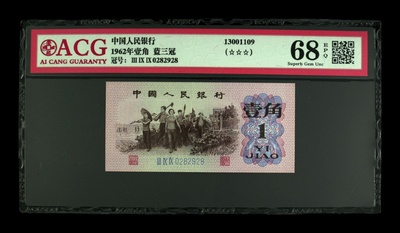 ACG
AI CANG GUARANTY
中国人民银行
1962年壹角 蓝三冠
冠号: III IX IX 0282928
13001109
(☆☆☆)
68
EPQ
Superb Gem Unc
中國人民銀行
壹角
1
YI
JIAO
III IX IX 0282928